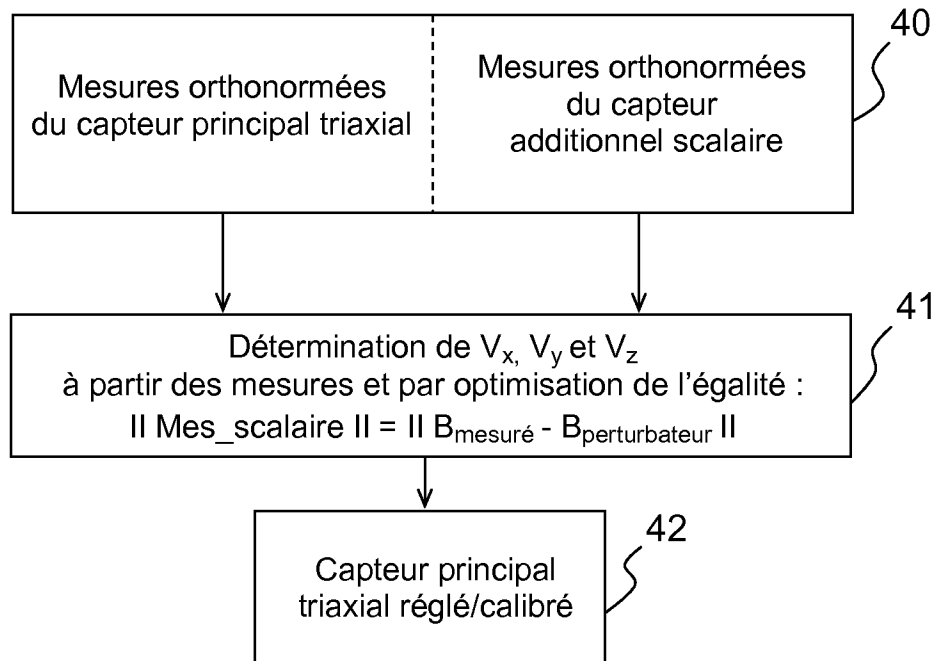 40
Mesures orthonormées
du capteur principal triaxial
Mesures orthonormées
du capteur
additionnel scalaire
41
Détermination de Vx, Vy et Vz
à partir des mesures et par optimisation de l'égalité :
II Mes_scalaire II = II Bmesuré - Bperturbateur II
42
Capteur principal
triaxial réglé/calibré